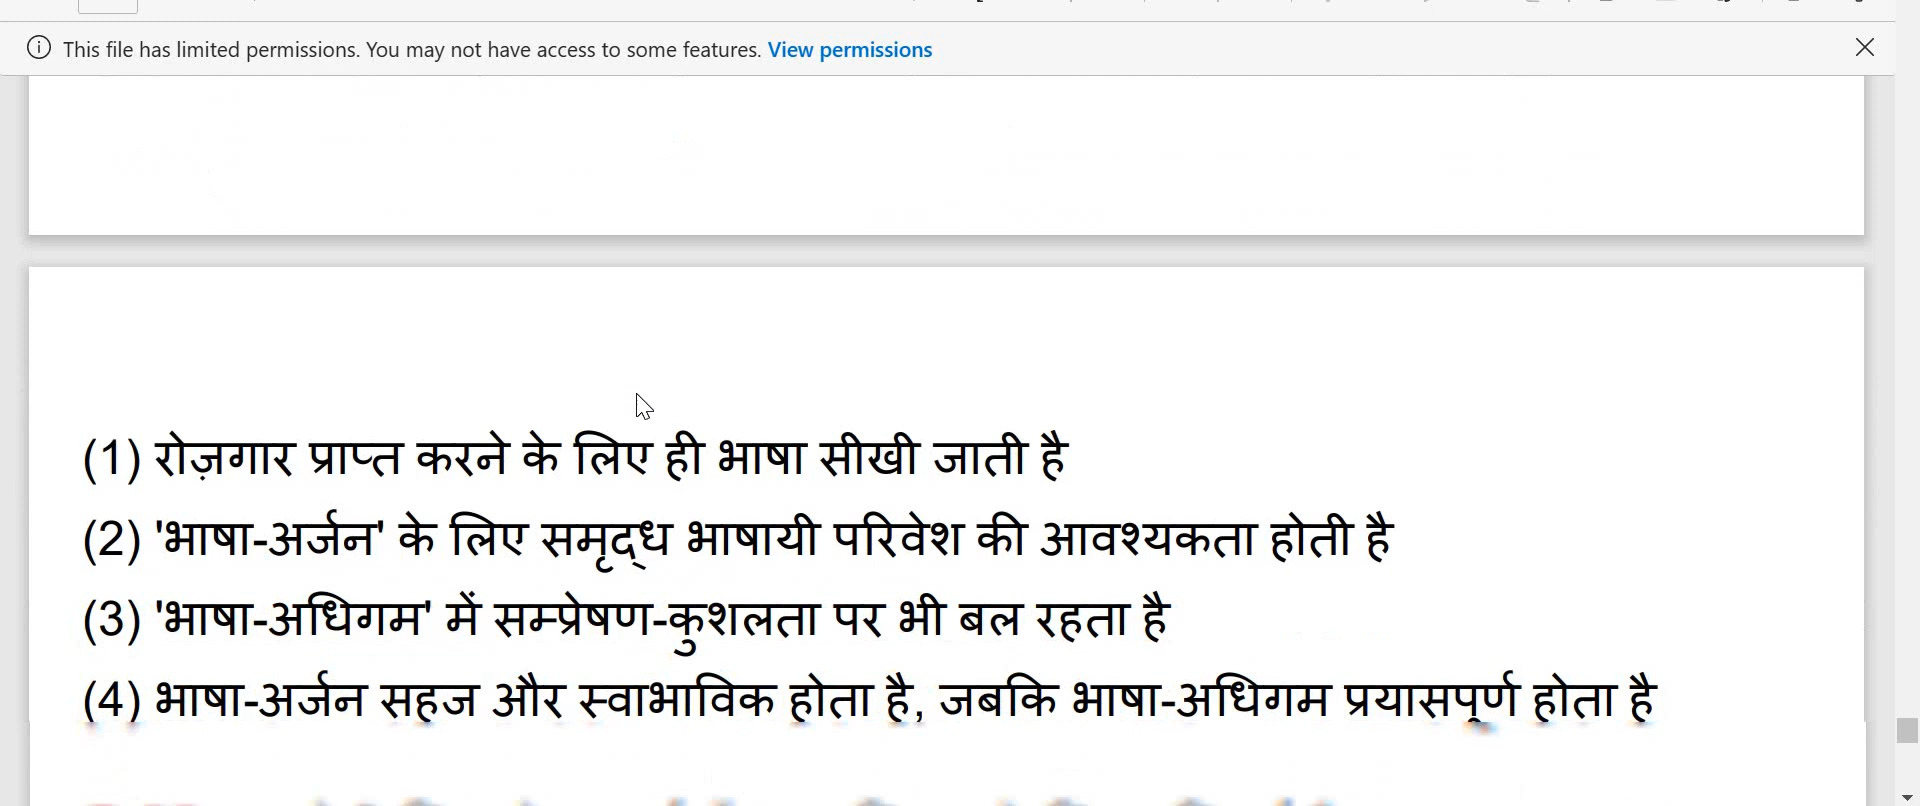 This file has limited permissions. You may not have access to some features. View permissions
(1) रोज़गार प्राप्त करने के लिए ही भाषा सीखी जाती है
(2) 'भाषा-अर्जन' के लिए समृद्ध भाषायी परिवेश की आवश्यकता होती है
(3) 'भाषा-अधिगम' में सम्प्रेषण-कुशलता पर भी बल रहता है
(4) भाषा-अर्जन सहज और स्वाभाविक होता है, जबकि भाषा-अधिगम प्रयासपूर्ण होता है